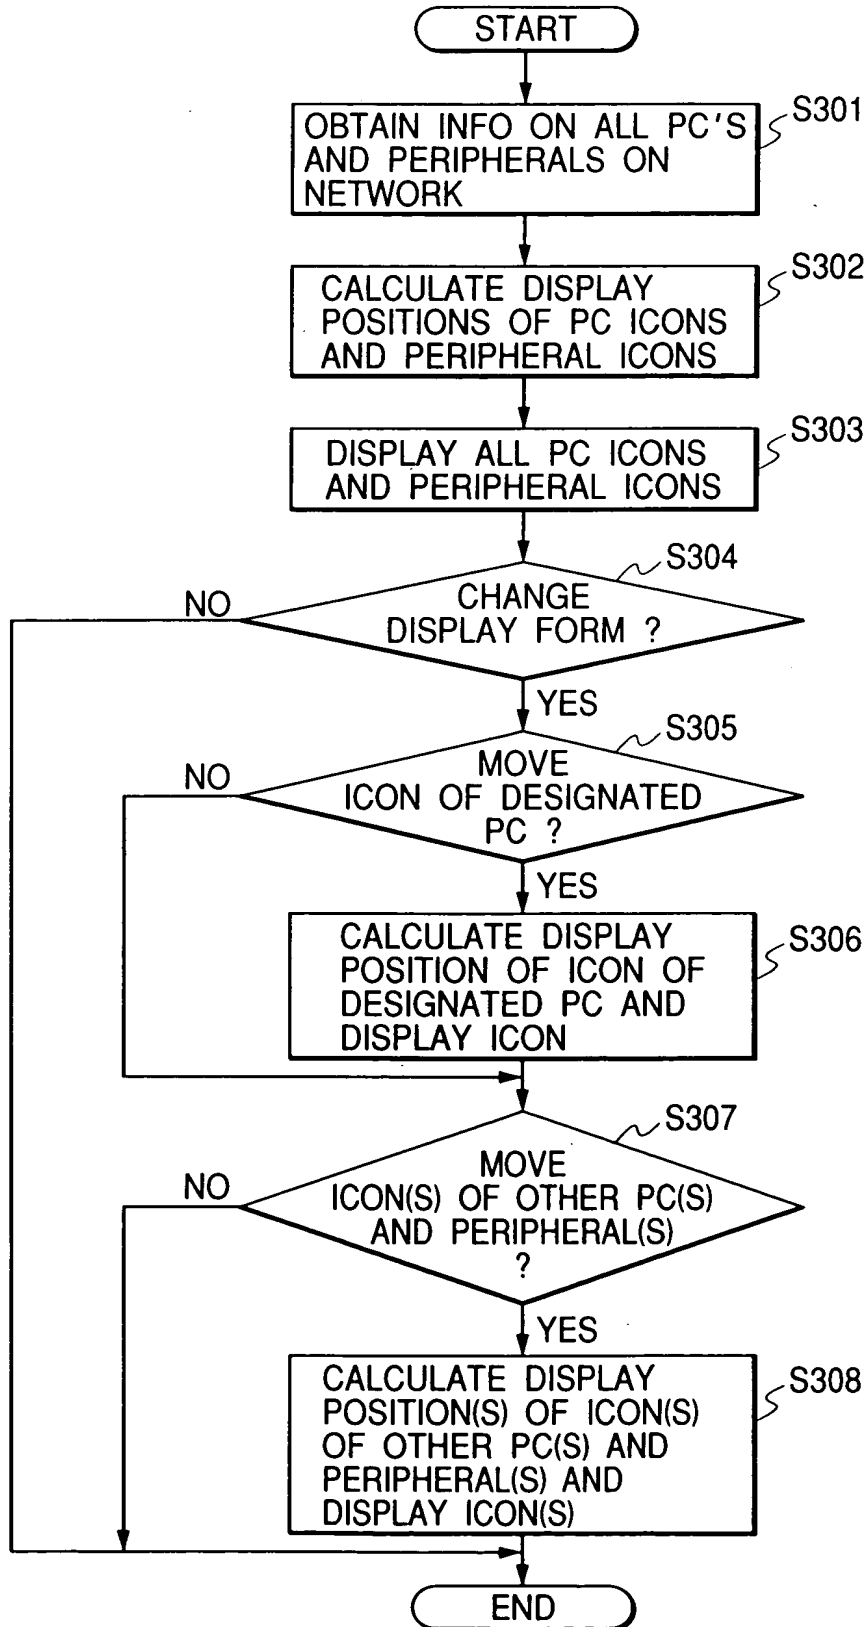 START
S301
OBTAIN INFO ON ALL PC'S
AND PERIPHERALS ON
NETWORK
S302
CALCULATE DISPLAY
POSITIONS OF PC ICONS
AND PERIPHERAL ICONS
S303
DISPLAY ALL PC ICONS
AND PERIPHERAL ICONS
S304
NO
CHANGE
DISPLAY FORM ?
YES
S305
NO
MOVE
ICON OF DESIGNATED
PC ?
YES
S306
CALCULATE DISPLAY
POSITION OF ICON OF
DESIGNATED PC AND
DISPLAY ICON
S307
NO
MOVE
ICON(S) OF OTHER PC(S)
AND PERIPHERAL(S)
?
YES
S308
CALCULATE DISPLAY
POSITION(S) OF ICON(S)
OF OTHER PC(S) AND
PERIPHERAL(S) AND
DISPLAY ICON(S)
END